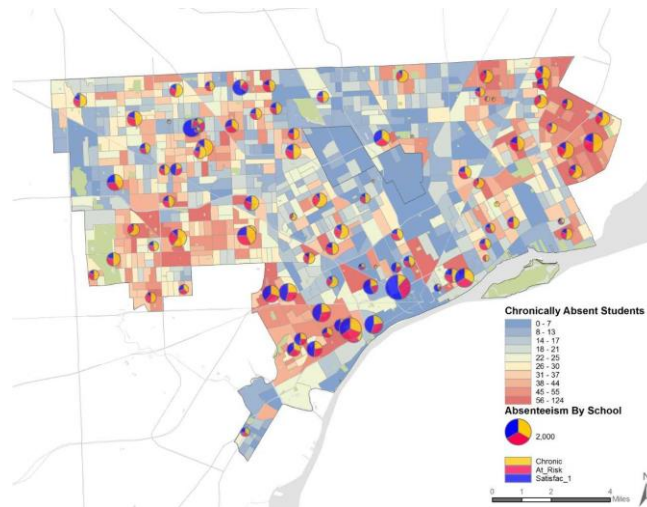 Chronically Absent Students
0 - 7
8 - 13
14 - 17
18 - 21
22 - 25
26 - 30
31 - 37
38 - 44
45 - 55
56 - 124
Absenteeism By School
2,000
Chronic
At_Risk
Satisfac_1
N
0 1 2 4
Miles